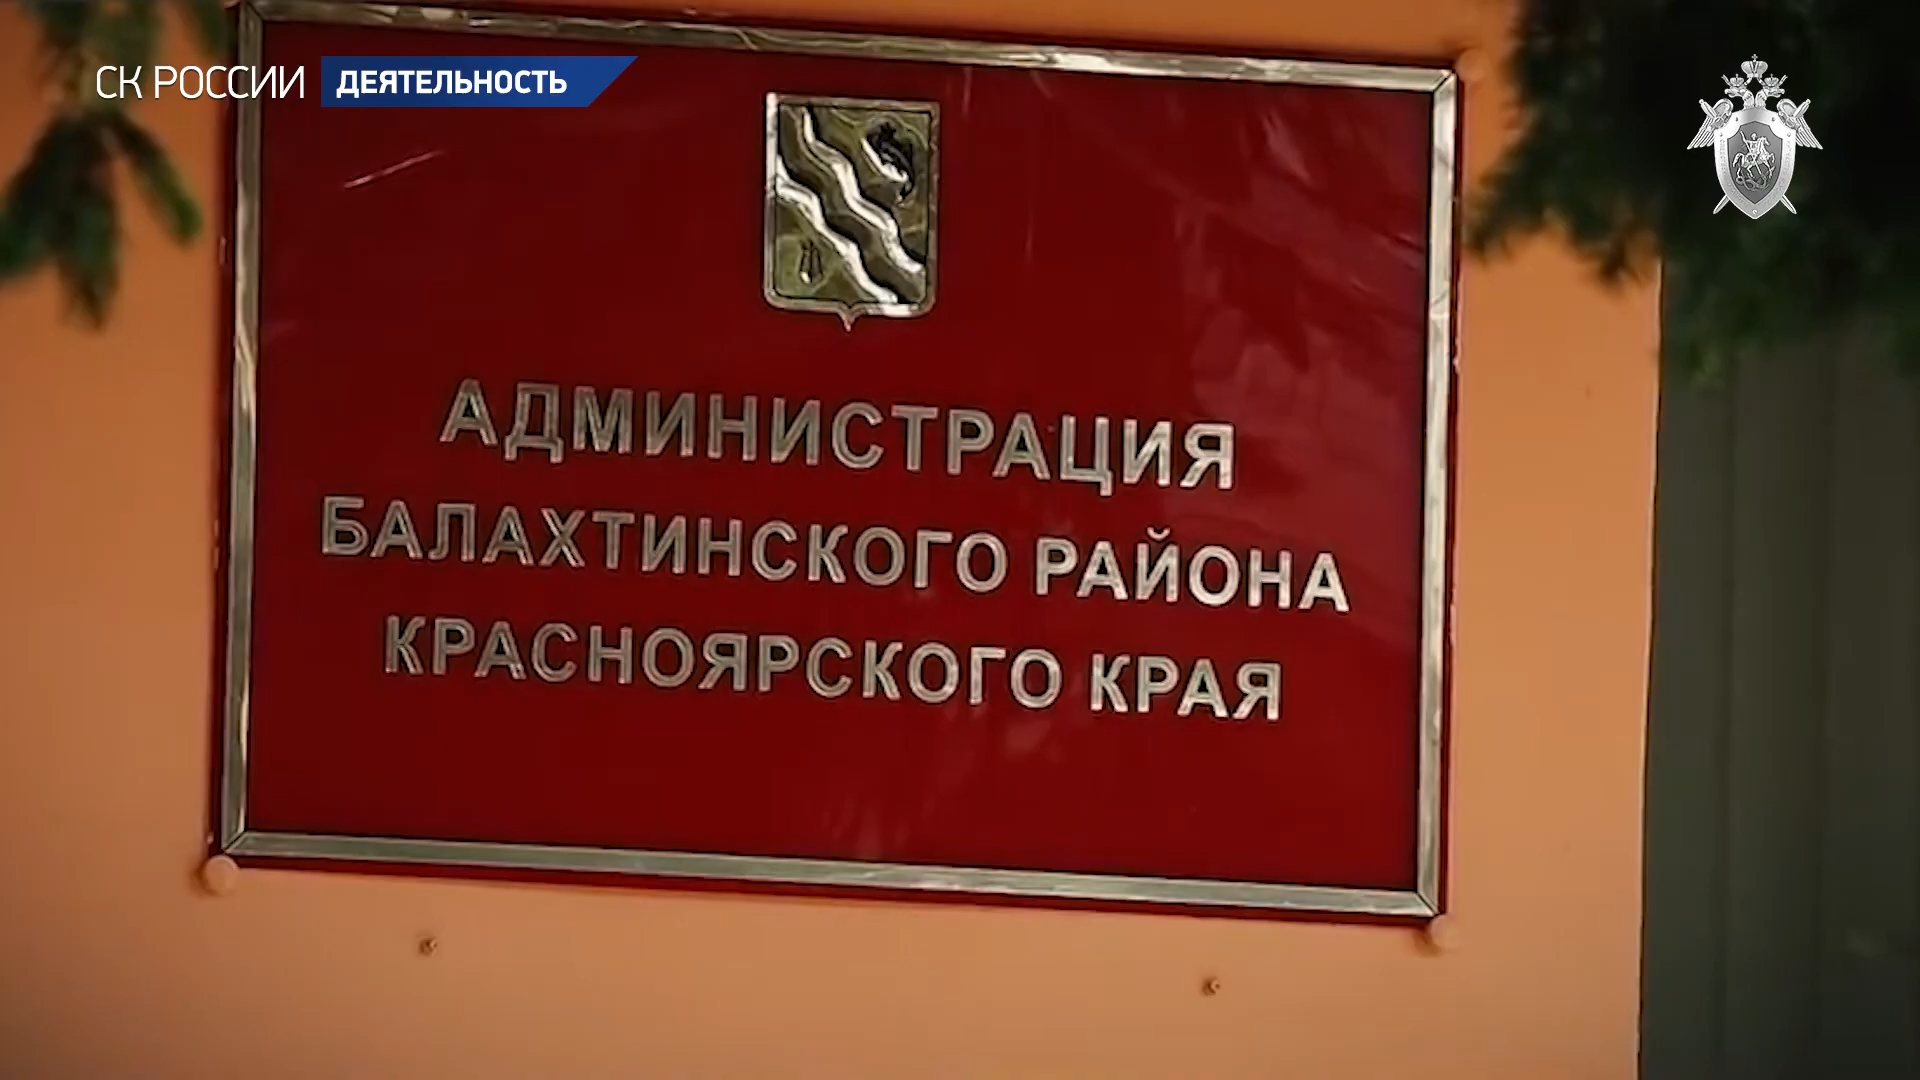 СК РОССИИ ДЕЯТЕЛЬНОСТЬ
АДМИНИСТРАЦИЯ
БАЛАХТИНСКОГО РАЙОНА
КРАСНОЯРСКОГО КРАЯ